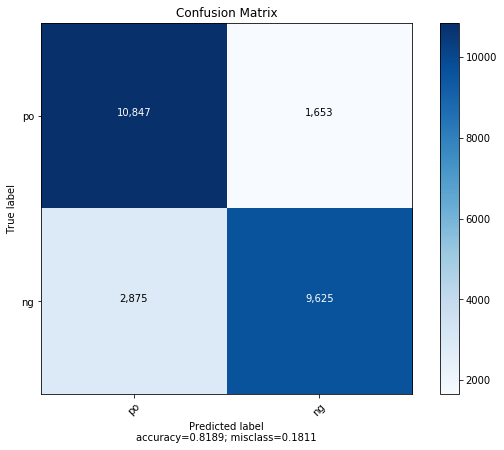 Confusion Matrix
po 10,847 1,653
ng 2,875 9,625
True label
po ng
Predicted label
accuracy=0.8189; misclass=0.1811
10000
8000
6000
4000
2000